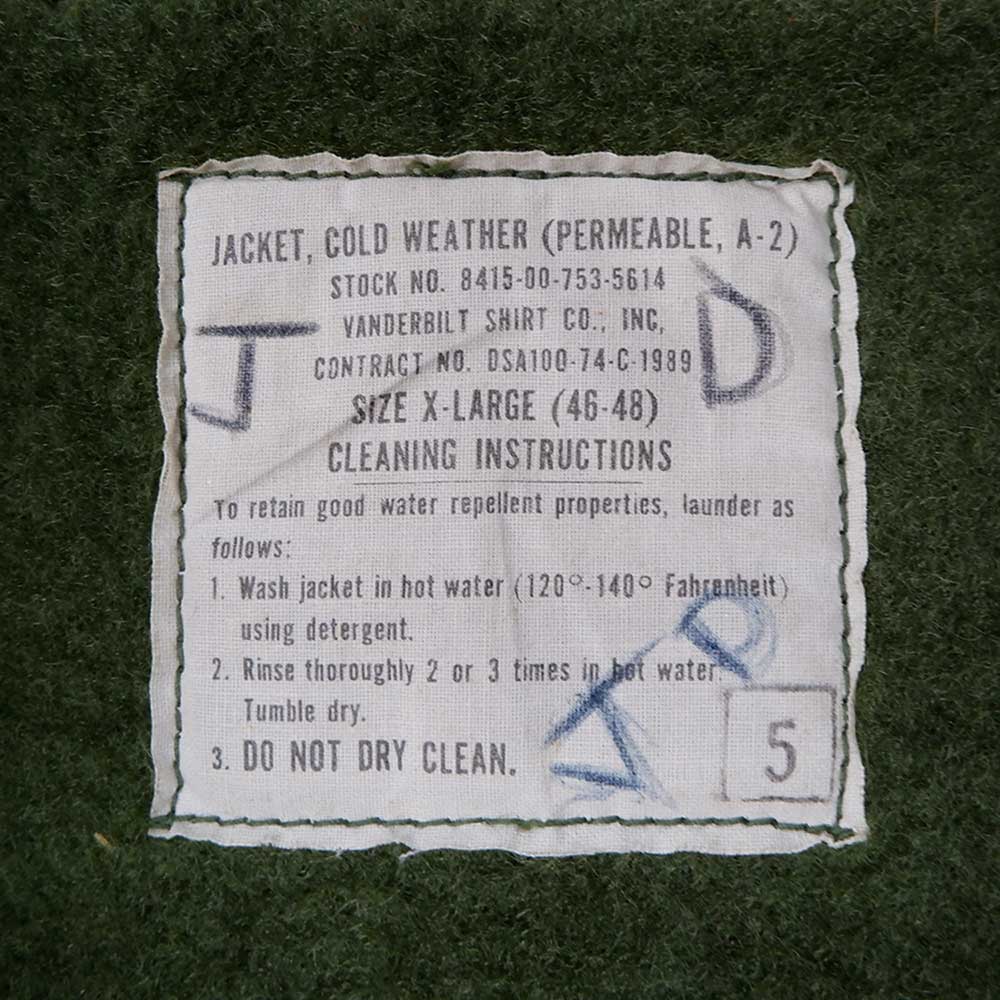 JACKET, COLD WEATHER (PERMEABLE, A-2)
STOCK NO. 8415-00-753-5614
VANDERBILT SHIRT CO., INC,
CONTRACT NO. DSA100-74-C-1989
J D
SIZE X-LARGE (46-48)
CLEANING INSTRUCTIONS
To retain good water repellent properties, launder as
follows:
1. Wash jacket in hot water (120°-140° Fahrenheit)
using detergent.
2. Rinse thoroughly 2 or 3 times in hot water.
Tumble dry.
3. DO NOT DRY CLEAN.
JD
5